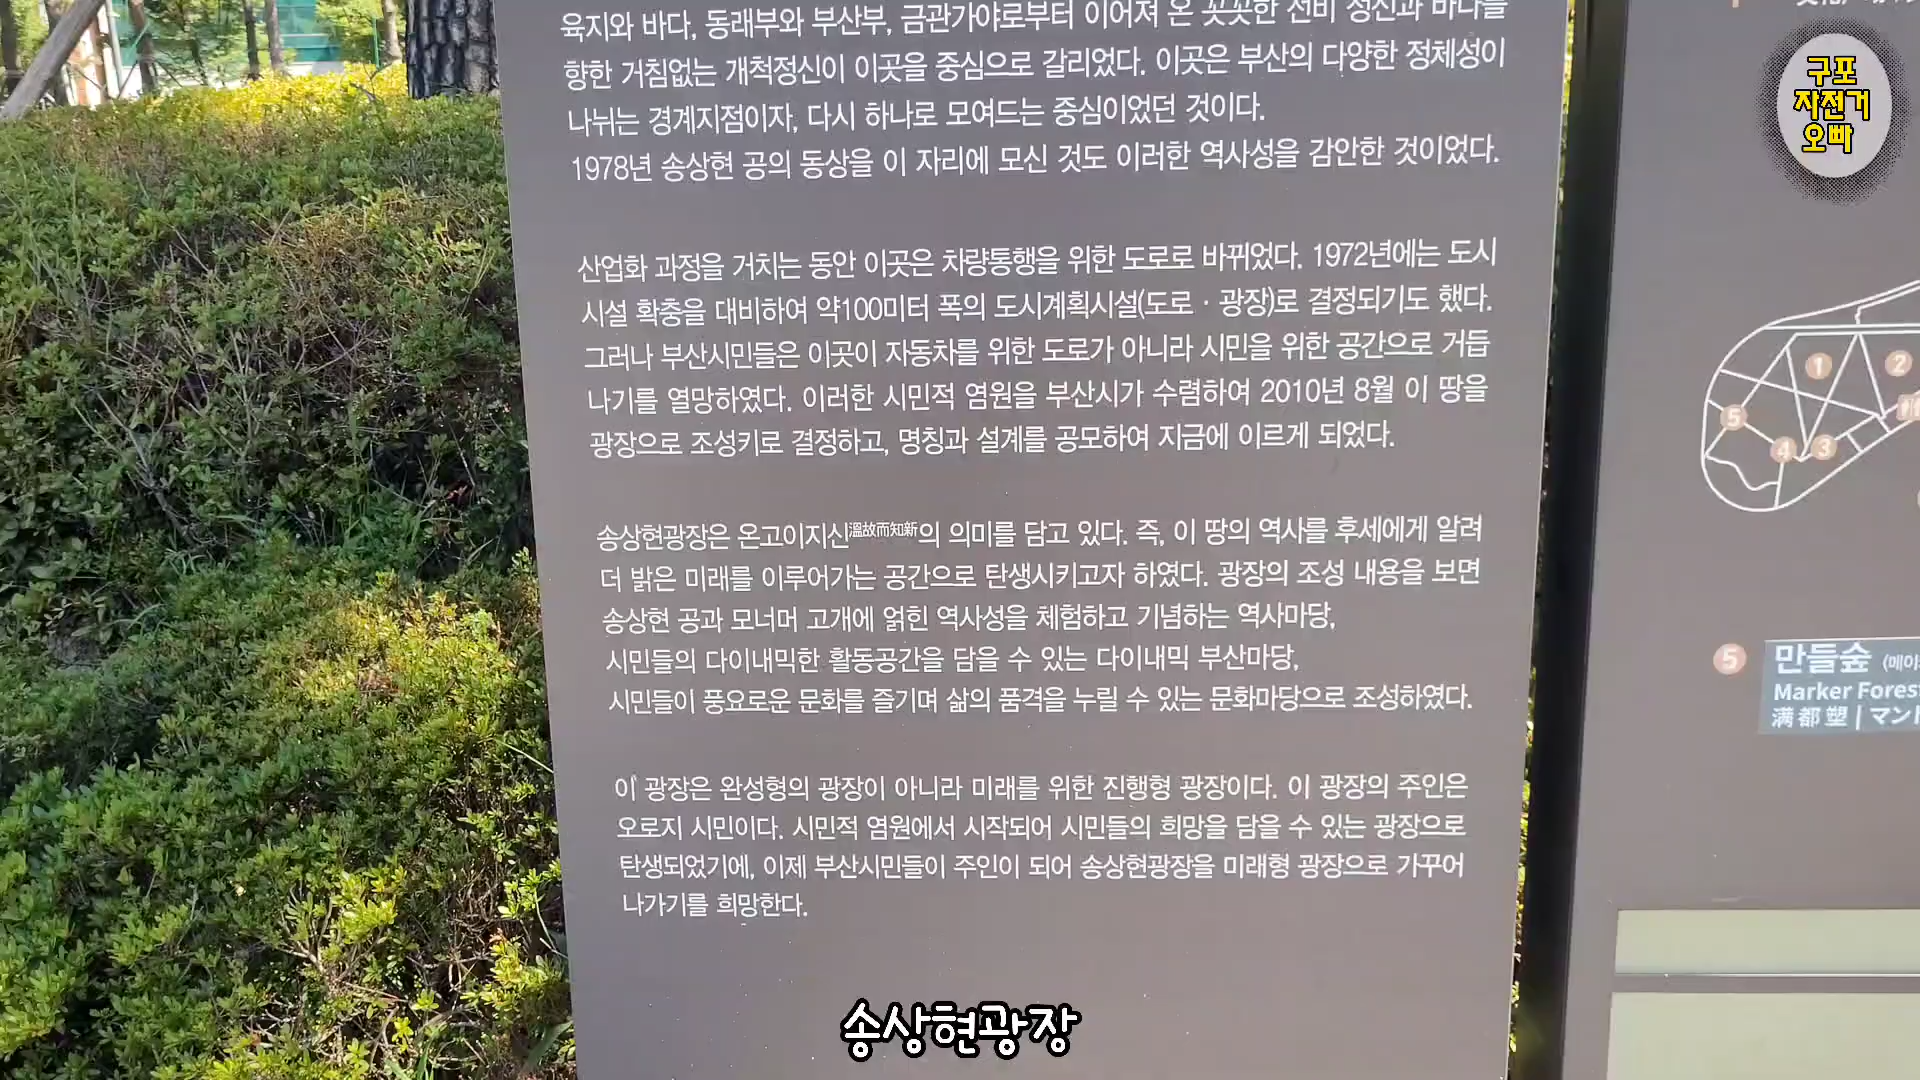 육지와 바다, 동래부와 부산부, 금관가야로부터 이어져 온 꼿꼿한 선비 정신과 바다를
향한 거침없는 개척정신이 이곳을 중심으로 갈리었다. 이곳은 부산의 다양한 정체성이
나뉘는 경계지점이자, 다시 하나로 모여드는 중심이었던 것이다.
1978년 송상현 공의 동상을 이 자리에 모신 것도 이러한 역사성을 감안한 것이었다.
산업화 과정을 거치는 동안 이곳은 차량통행을 위한 도로로 바뀌었다. 1972년에는 도시
시설 확충을 대비하여 약100미터 폭의 도시계획시설(도로 · 광장)로 결정되기도 했다.
그러나 부산시민들은 이곳이 자동차를 위한 도로가 아니라 시민을 위한 공간으로 거듭
나기를 열망하였다. 이러한 시민적 염원을 부산시가 수렴하여 2010년 8월 이 땅을
광장으로 조성키로 결정하고, 명칭과 설계를 공모하여 지금에 이르게 되었다.
송상현광장은 온고이지신溫故而知新의 의미를 담고 있다. 즉, 이 땅의 역사를 후세에게 알려
더 밝은 미래를 이루어가는 공간으로 탄생시키고자 하였다. 광장의 조성 내용을 보면
송상현 공과 모너머 고개에 얽힌 역사성을 체험하고 기념하는 역사마당,
시민들의 다이내믹한 활동공간을 담을 수 있는 다이내믹 부산마당,
시민들이 풍요로운 문화를 즐기며 삶의 품격을 누릴 수 있는 문화마당으로 조성하였다.
이 광장은 완성형의 광장이 아니라 미래를 위한 진행형 광장이다. 이 광장의 주인은
오로지 시민이다. 시민적 염원에서 시작되어 시민들의 희망을 담을 수 있는 광장으로
탄생되었기에, 이제 부산시민들이 주인이 되어 송상현광장을 미래형 광장으로 가꾸어
나가기를 희망한다.
송상현광장
구포
자전거
오빠
1
2
5
4
3
5
만들숲 (메이
Marker Fores
満都塑 | マン